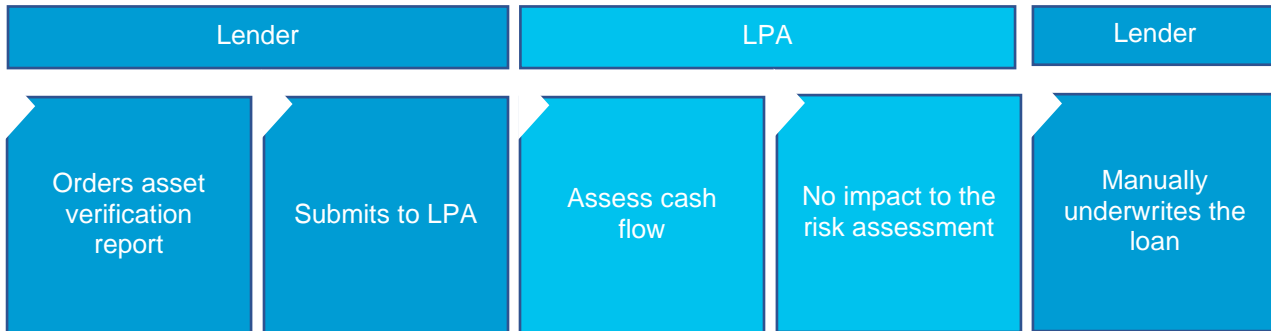 Lender
LPA
Lender
Orders asset
verification
report
Submits to LPA
Assess cash
flow
No impact to the
risk assessment
Manually
underwrites the
loan